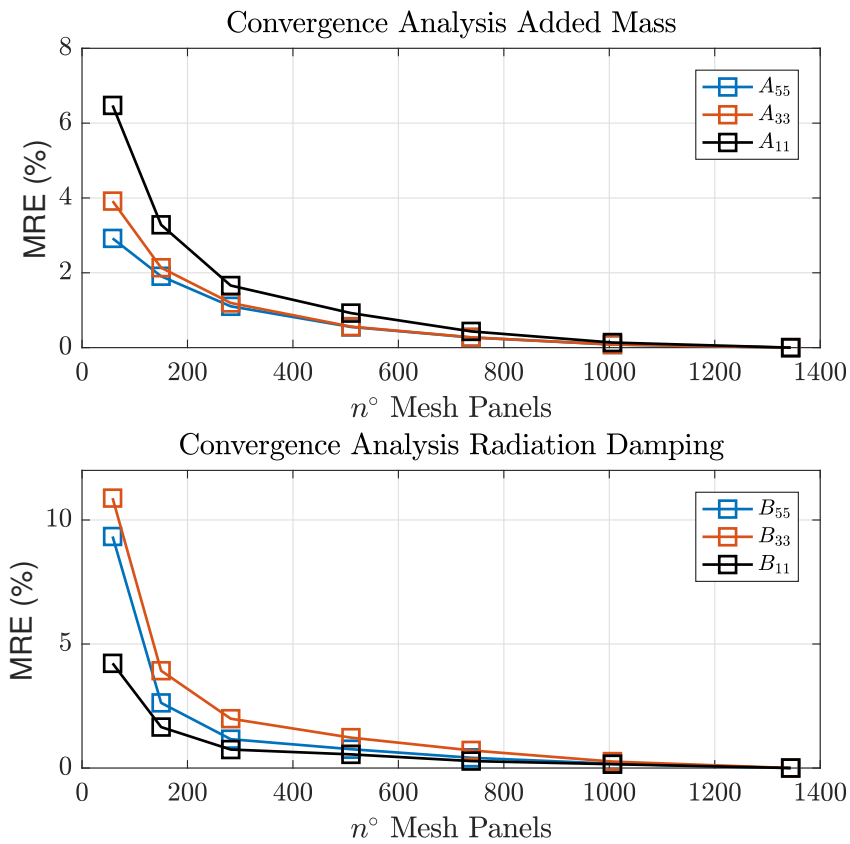 Convergence Analysis Added Mass
8
6
4
2
0
MRE (%)
A₅₅
A₃₃
A₁₁
0 200 400 600 800 1000 1200 1400
n° Mesh Panels
Convergence Analysis Radiation Damping
10
5
0
MRE (%)
B₅₅
B₃₃
B₁₁
0 200 400 600 800 1000 1200 1400
n° Mesh Panels